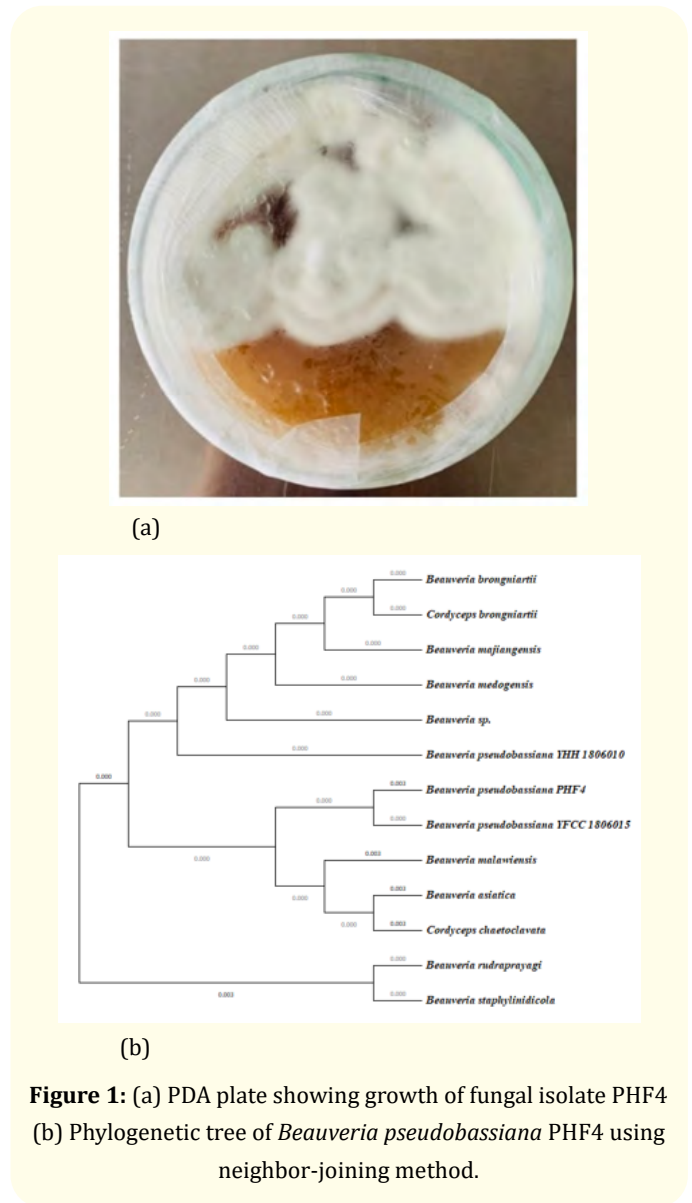 (a)
0.000
Beauveria brongniartii
0.000
0.000
Cordyceps brongniartii
0.000
0.000
Beauveria majiangensis
0.000
0.000
Beauveria medogensis
0.000
0.000
Beauveria sp.
0.000
0.000
Beauveria pseudobassiana YHH 1806010
0.000
0.003
Beauveria pseudobassiana PHF4
0.000
0.000
Beauveria pseudobassiana YFCC 1806015
0.000
0.003
Beauveria malawiensis
0.003
Beauveria asiatica
0.000
0.000
0.003
Cordyceps chaetoclavata
0.000
Beauveria rudraprayagi
0.003
0.000
Beauveria staphylinidicola
(b)
Figure 1: (a) PDA plate showing growth of fungal isolate PHF4
(b) Phylogenetic tree of Beauveria pseudobassiana PHF4 using
neighbor-joining method.